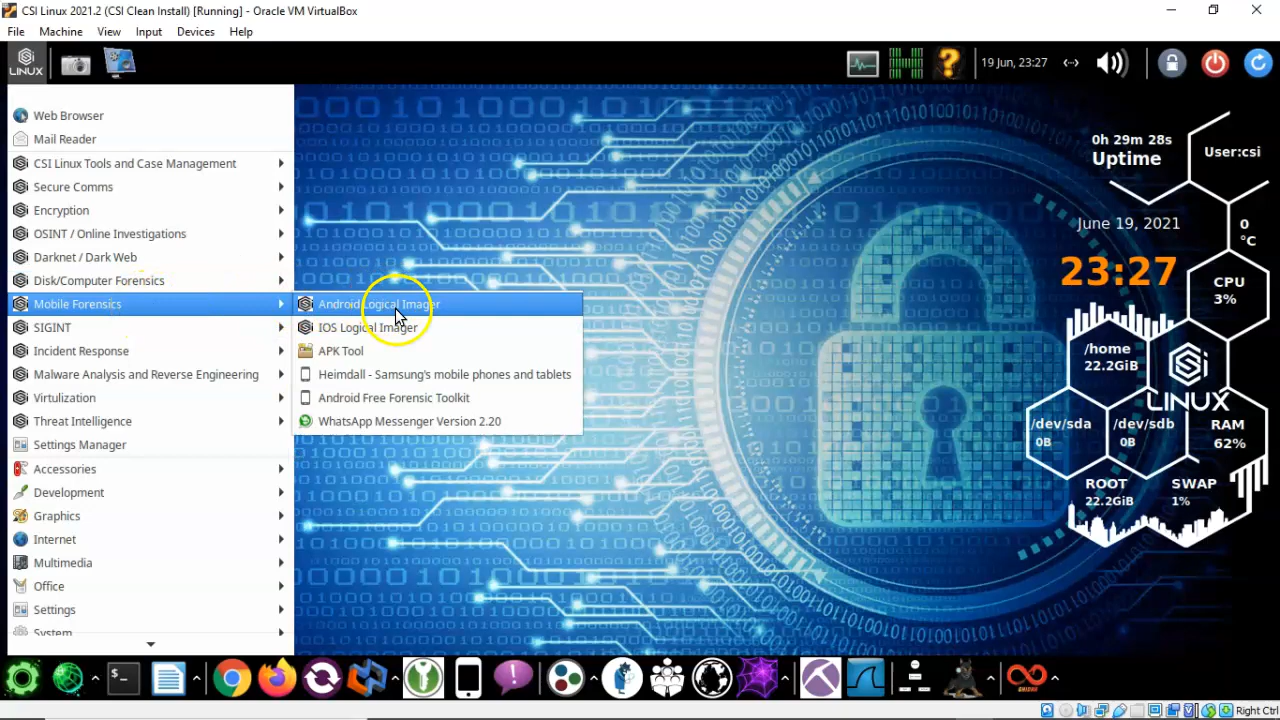 CSI Linux 2021.2 (CSI Clean Install) [Running] - Oracle VM VirtualBox
File Machine View Input Devices Help
LINUX
19 Jun, 23:27
Web Browser
Mail Reader
CSI Linux Tools and Case Management
Secure Comms
Encryption
OSINT / Online Investigations
Darknet / Dark Web
Disk/Computer Forensics
Mobile Forensics
SIGINT
Incident Response
Malware Analysis and Reverse Engineering
Virtulization
Threat Intelligence
Settings Manager
Accessories
Development
Graphics
Internet
Multimedia
Office
Settings
System
Android Logical Imager
IOS Logical Imager
APK Tool
Heimdall - Samsung's mobile phones and tablets
Android Free Forensic Toolkit
WhatsApp Messenger Version 2.20
0h 29m 28s
Uptime
User:csi
June 19, 2021
0
°C
23:27
CPU
3%
/home
22.2GiB
LINUX
/dev/sda
0B
/dev/sdb
0B
RAM
62%
ROOT
22.2GiB
SWAP
1%
Right Ctrl